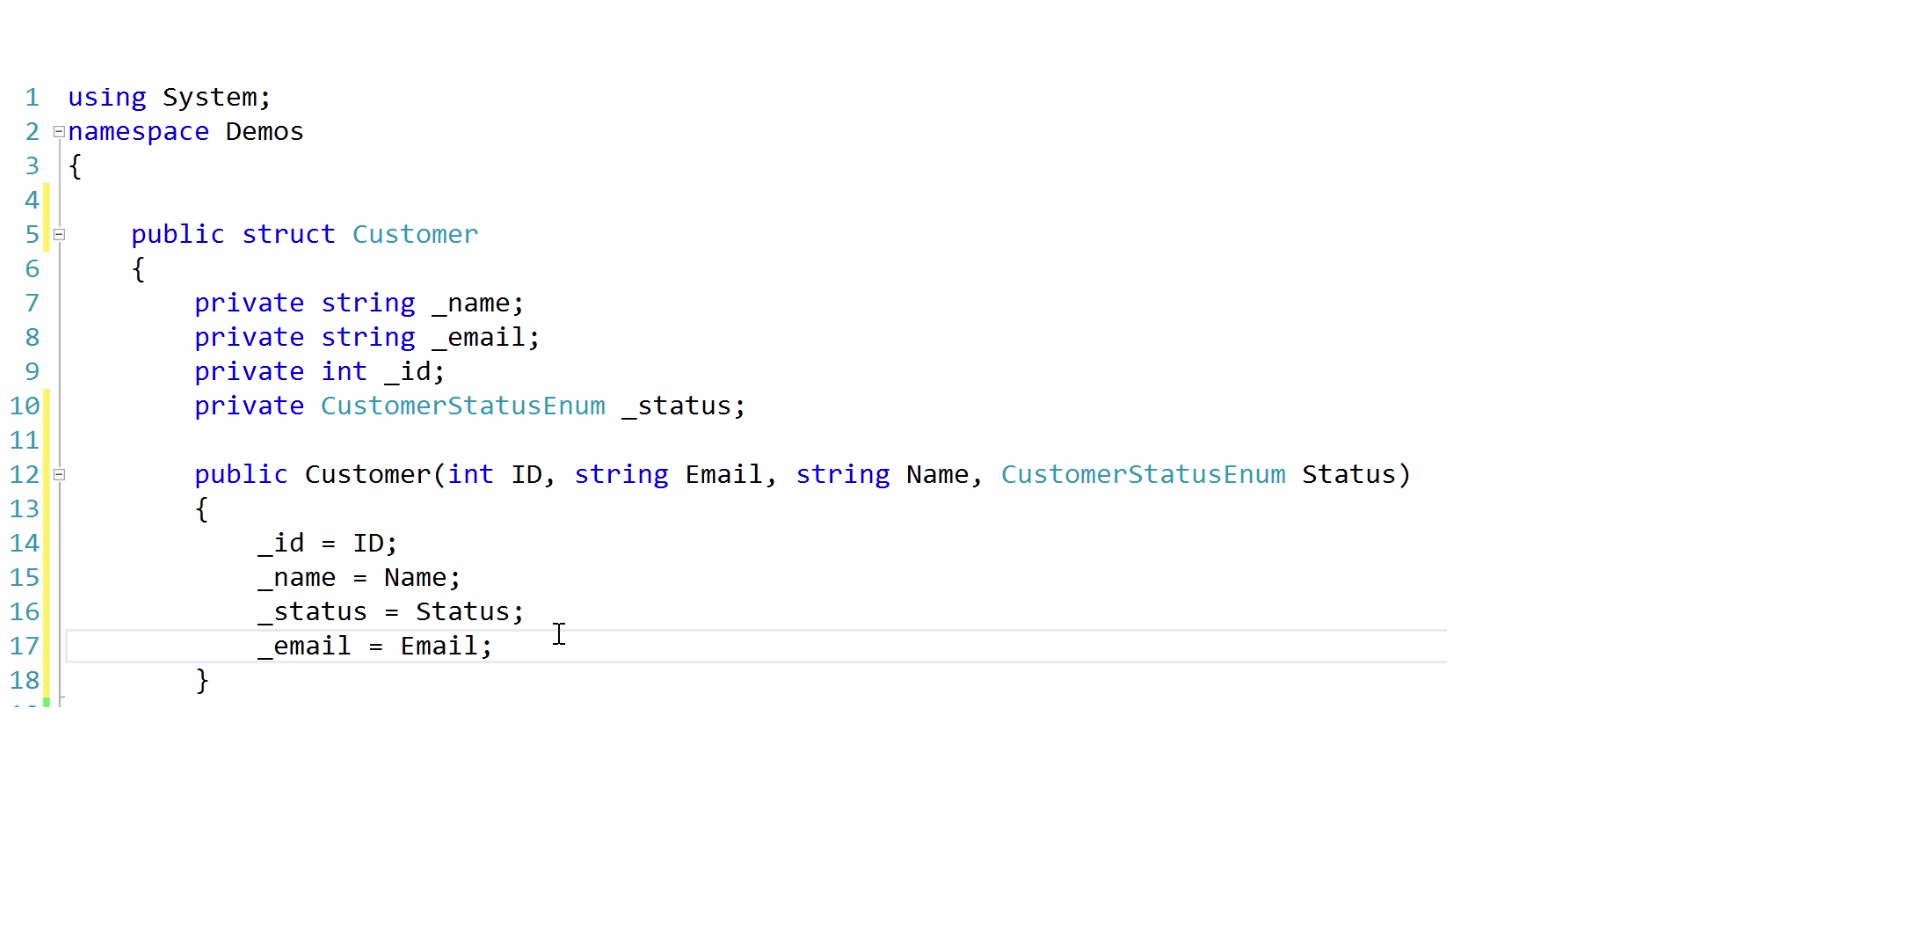 1 using System;
2 namespace Demos
3 {
4
5     public struct Customer
6     {
7         private string _name;
8         private string _email;
9         private int _id;
10         private CustomerStatusEnum _status;
11
12         public Customer(int ID, string Email, string Name, CustomerStatusEnum Status)
13         {
14             _id = ID;
15             _name = Name;
16             _status = Status;
17             _email = Email;
18         }